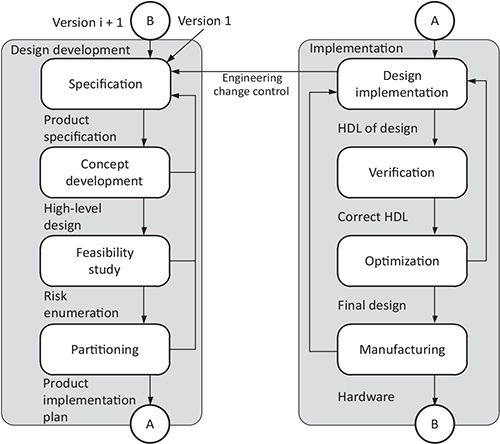 Version i + 1
B
Version 1
Design development
Specification
Product
specification
Concept
development
High-level
design
Feasibility
study
Risk
enumeration
Partitioning
Product
implementation
plan
A
Engineering
change control
A
Implementation
Design
implementation
HDL of design
Verification
Correct HDL
Optimization
Final design
Manufacturing
Hardware
B